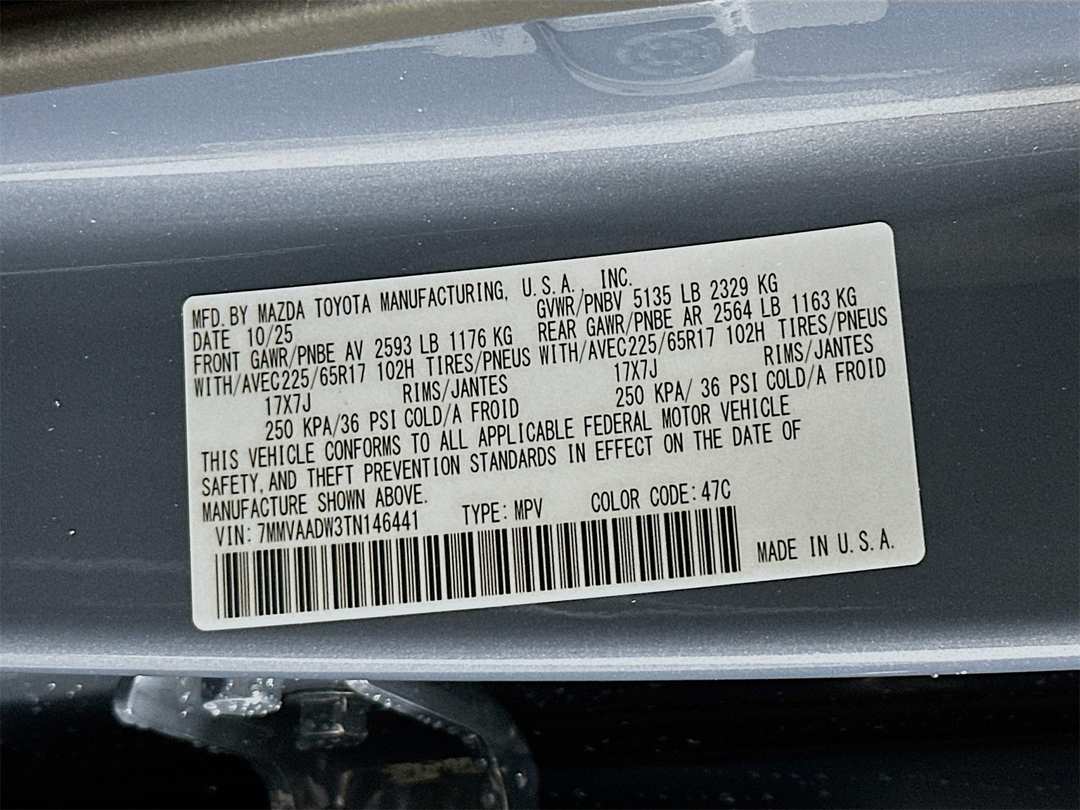 MFD. BY MAZDA TOYOTA MANUFACTURING, U.S.A., INC.
DATE 10/25 GVWR/PNBV 5135 LB 2329 KG
FRONT GAWR/PNBE AV 2593 LB 1176 KG REAR GAWR/PNBE AR 2564 LB 1163 KG
WITH/AVEC225/65R17 102H TIRES/PNEUS WITH/AVEC225/65R17 102H TIRES/PNEUS
17X7J RIMS/JANTES 17X7J RIMS/JANTES
250 KPA/36 PSI COLD/A FROID 250 KPA/ 36 PSI COLD/A FROID
THIS VEHICLE CONFORMS TO ALL APPLICABLE FEDERAL MOTOR VEHICLE
SAFETY, AND THEFT PREVENTION STANDARDS IN EFFECT ON THE DATE OF
MANUFACTURE SHOWN ABOVE.
VIN: 7MMVAADW3TN146441 TYPE: MPV COLOR CODE: 47C
MADE IN U.S.A.